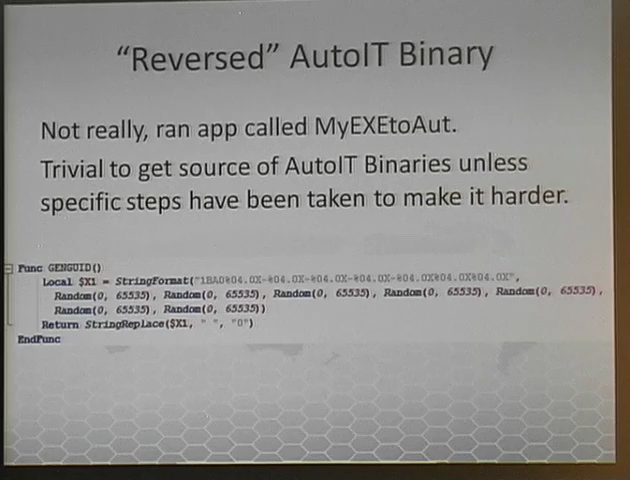 “Reversed” AutoIT Binary
Not really, ran app called MyEXEtoAut.
Trivial to get source of AutoIT Binaries unless
specific steps have been taken to make it harder.
Func GENGUID()
Local $X1 = StringFormat("1BAD%04.0X-%04.0X-%04.0X-%04.0X-%04.0X%04.0X%04.0X",
Random(0, 65535), Random(0, 65535), Random(0, 65535), Random(0, 65535), Random(0, 65535),
Random(0, 65535), Random(0, 65535))
Return StringReplace($X1, " ", "0")
EndFunc